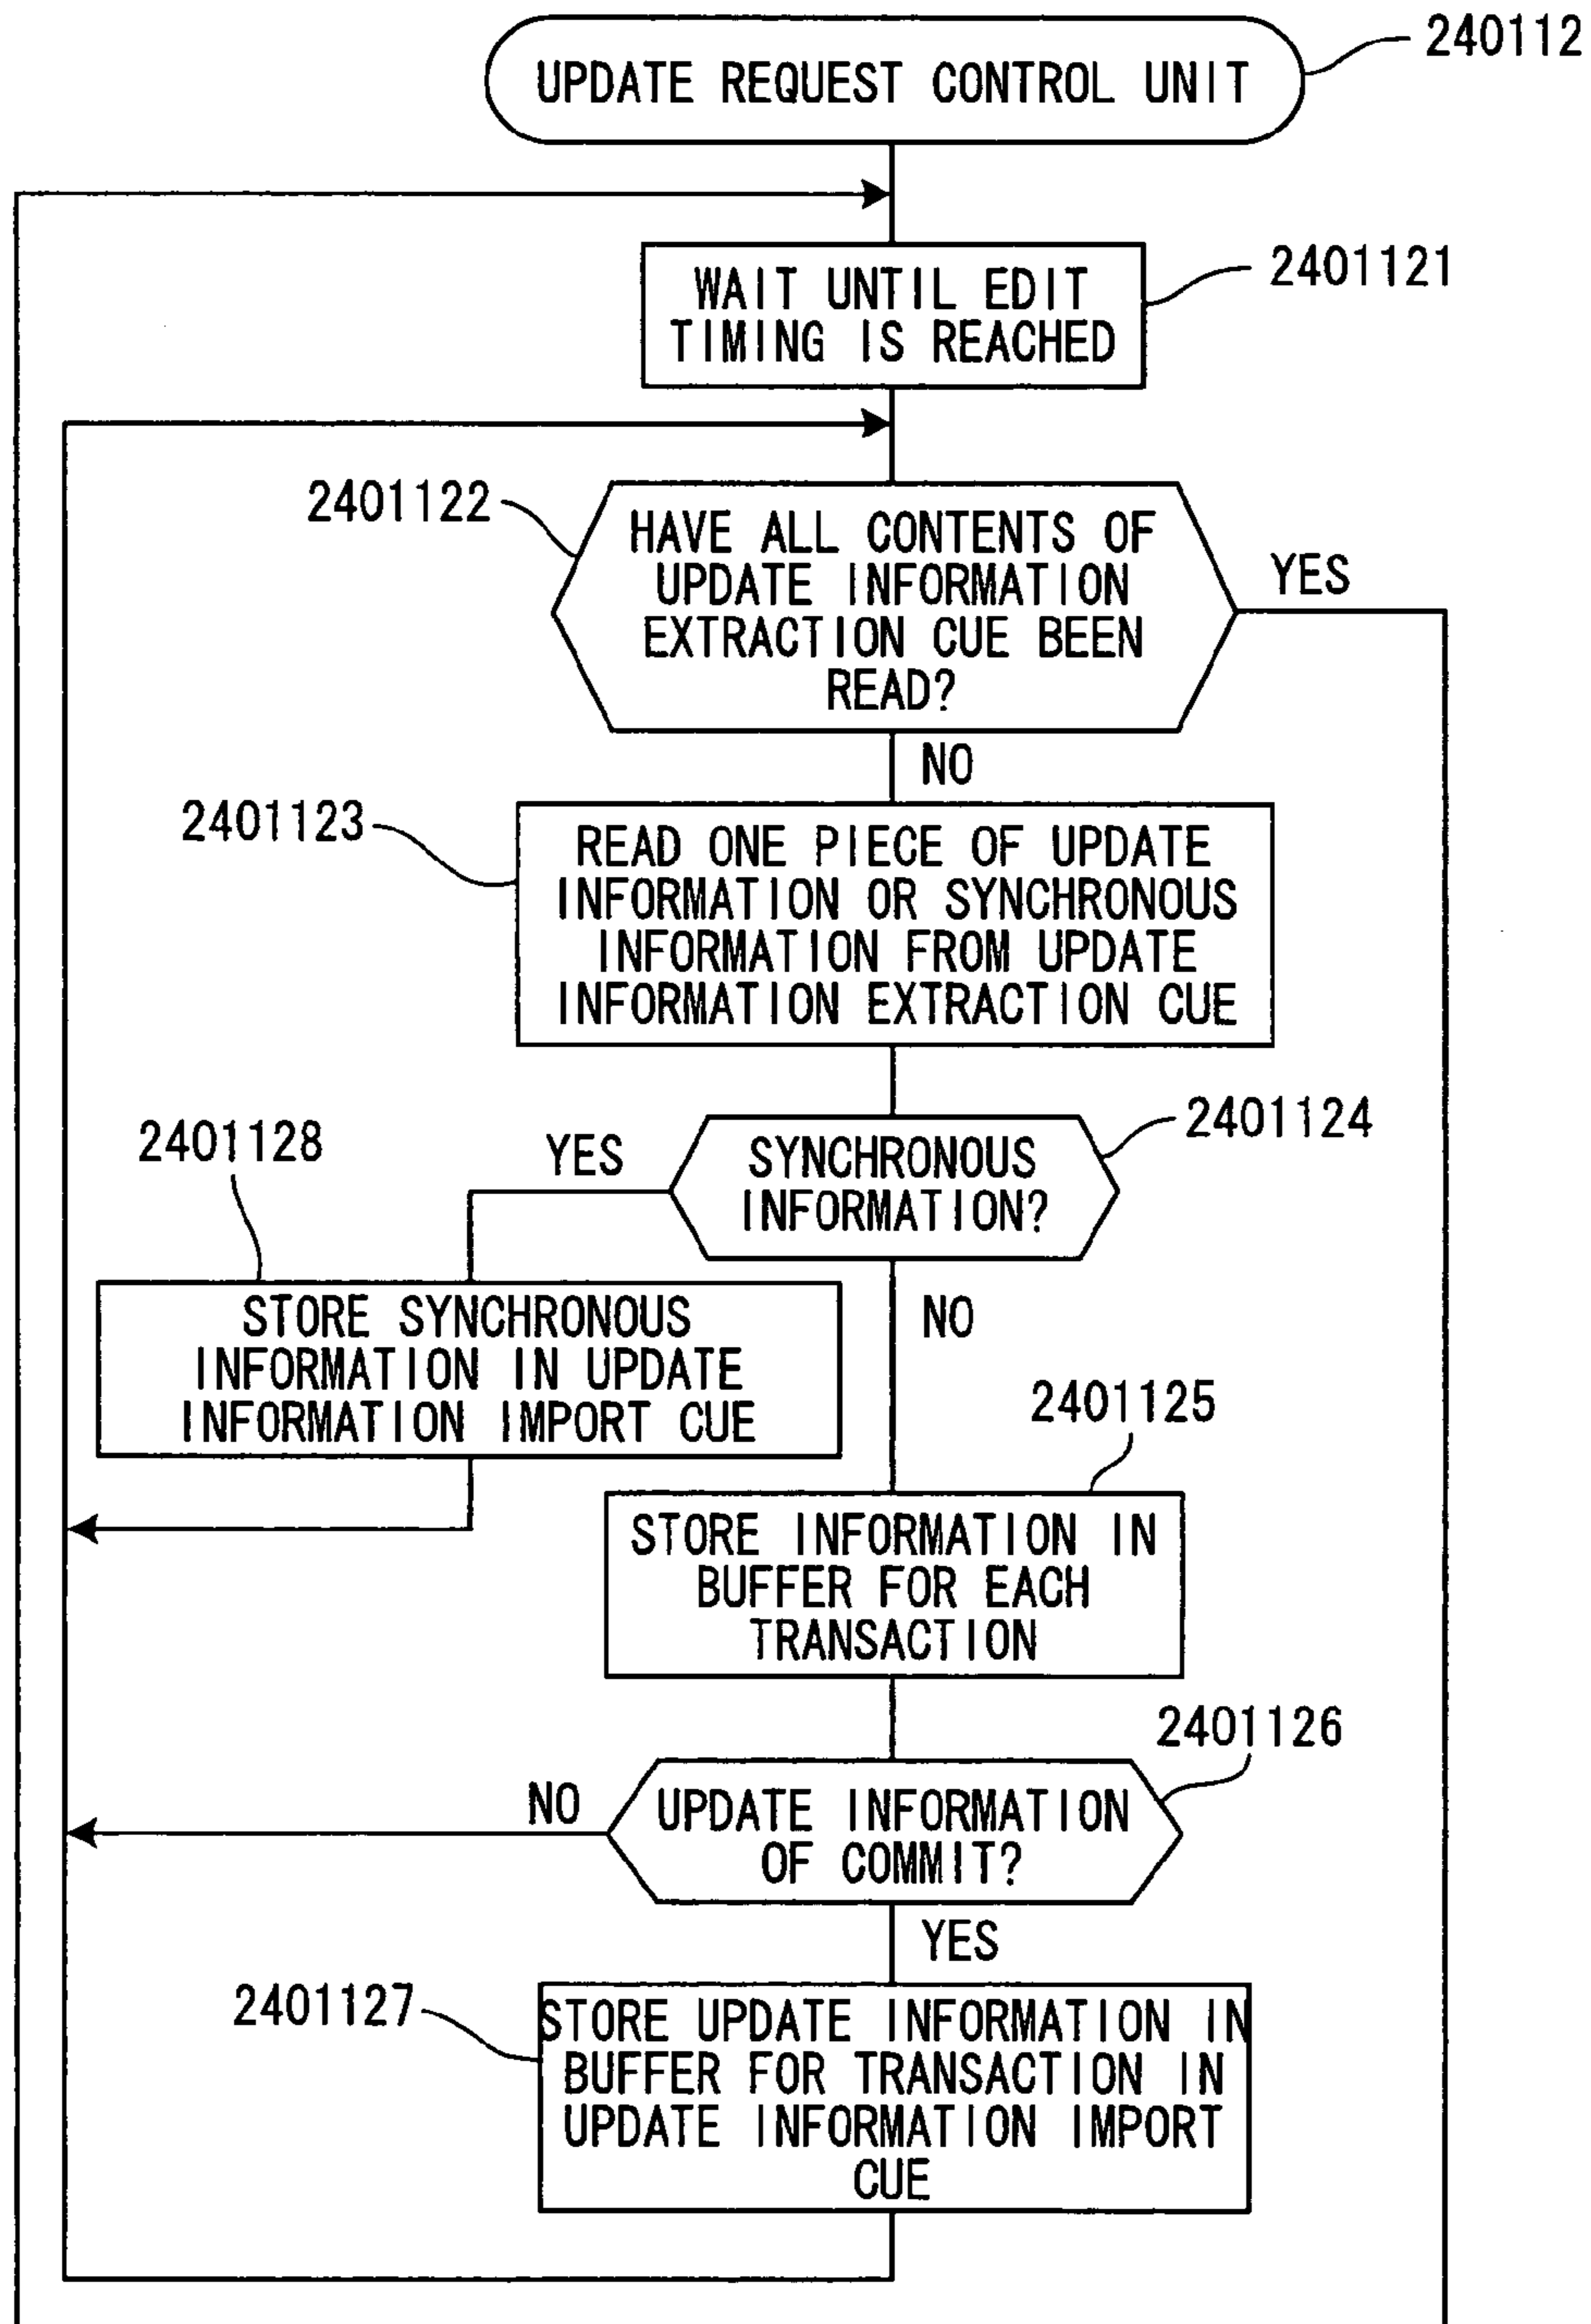 240112
UPDATE REQUEST CONTROL UNIT
2401121
WAIT UNTIL EDIT
TIMING IS REACHED
2401122
HAVE ALL CONTENTS OF
UPDATE INFORMATION
EXTRACTION CUE BEEN
READ?
YES
NO
2401123
READ ONE PIECE OF UPDATE
INFORMATION OR SYNCHRONOUS
INFORMATION FROM UPDATE
INFORMATION EXTRACTION CUE
2401124
SYNCHRONOUS
INFORMATION?
YES
2401128
STORE SYNCHRONOUS
INFORMATION IN UPDATE
INFORMATION IMPORT CUE
NO
2401125
STORE INFORMATION IN
BUFFER FOR EACH
TRANSACTION
2401126
UPDATE INFORMATION
OF COMMIT?
NO
YES
2401127
STORE UPDATE INFORMATION IN
BUFFER FOR TRANSACTION IN
UPDATE INFORMATION IMPORT
CUE